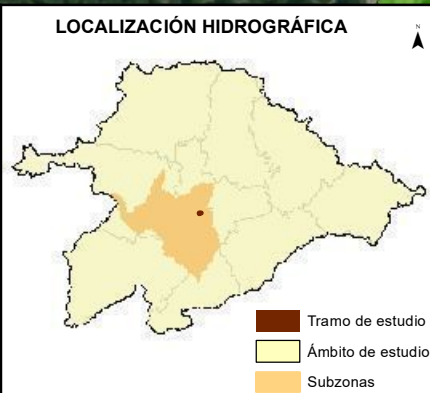 LOCALIZACIÓN HIDROGRÁFICA
N
Tramo de estudio
Ámbito de estudio
Subzonas